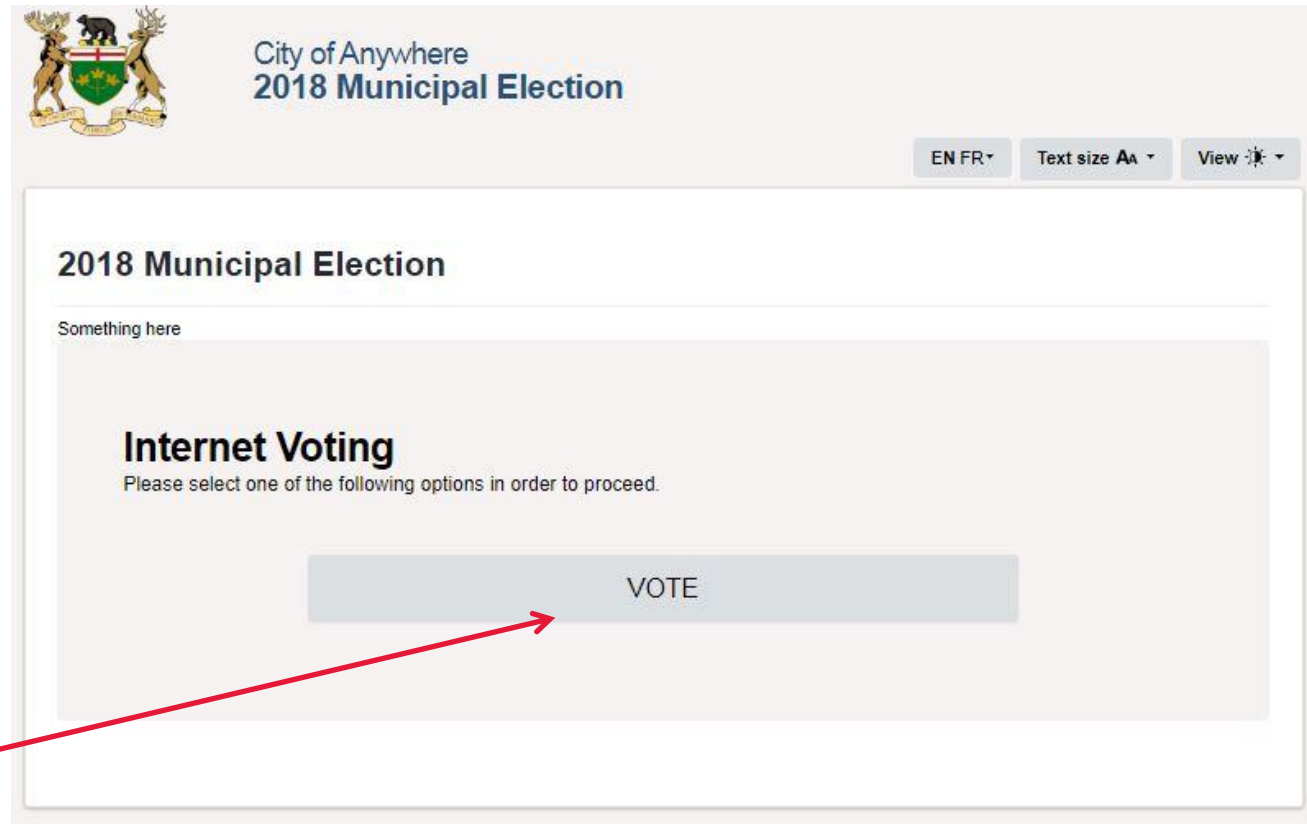 City of Anywhere
2018 Municipal Election
EN FR
Text size AA
View
2018 Municipal Election
Something here
Internet Voting
Please select one of the following options in order to proceed.
VOTE